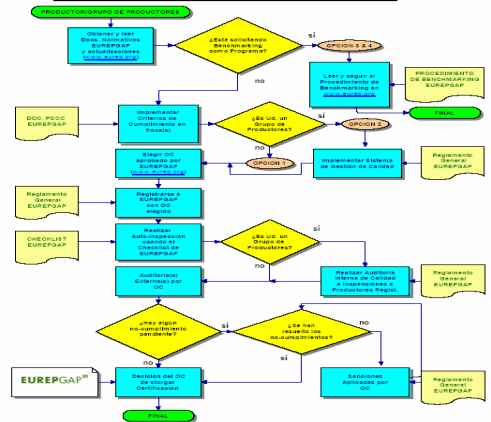 PRODUCTOR/GRUPO DE PRODUCTORES
Obtener y leer
Docs. Normativos
EUREPGAP
y actualizaciones
(www.eurep.org)
¿Está solicitando
Benchmarking
como Programa?
sí
OPCION 3 & 4
no
Leer y seguir el
Procedimiento de
Benchmarking en
www.eurep.org
PROCEDIMIENTO
DE BENCHMARKING
EUREPGAP
FINAL
DOC. PCCC
EUREPGAP
Implementar
Criterios de
Cumplimiento en
finca(s)
¿Es Ud. un
Grupo de
Productores?
sí
OPCION 2
no
OPCION 1
Elegir OC
aprobado por
EUREPGAP
(www.eurep.org)
Implementar Sistema
de Gestión de Calidad
Reglamento
General
EUREPGAP
Reglamento
General
EUREPGAP
Registrarse a
EUREPGAP
con OC
elegido
CHECKLIST
EUREPGAP
Realizar
Auto-inspección
usando el
Checklist de
EUREPGAP
¿Es Ud. un
Grupo de
Productores?
sí
no
Auditoría(s)
Externa(s) por
OC
Realizar Auditoría
Interna de Calidad
e Inspecciones a
Productores Regist.
Reglamento
General
EUREPGAP
¿Hay algún
no-cumplimiento
pendiente?
sí
¿Se han
resuelto los
no-cumpimientos?
no
no
sí
EUREPGAP®
Decisión del OC
de otorgar
Certificación
Sanciones
Aplicadas por
OC
Reglamento
General
EUREPGAP
FINAL